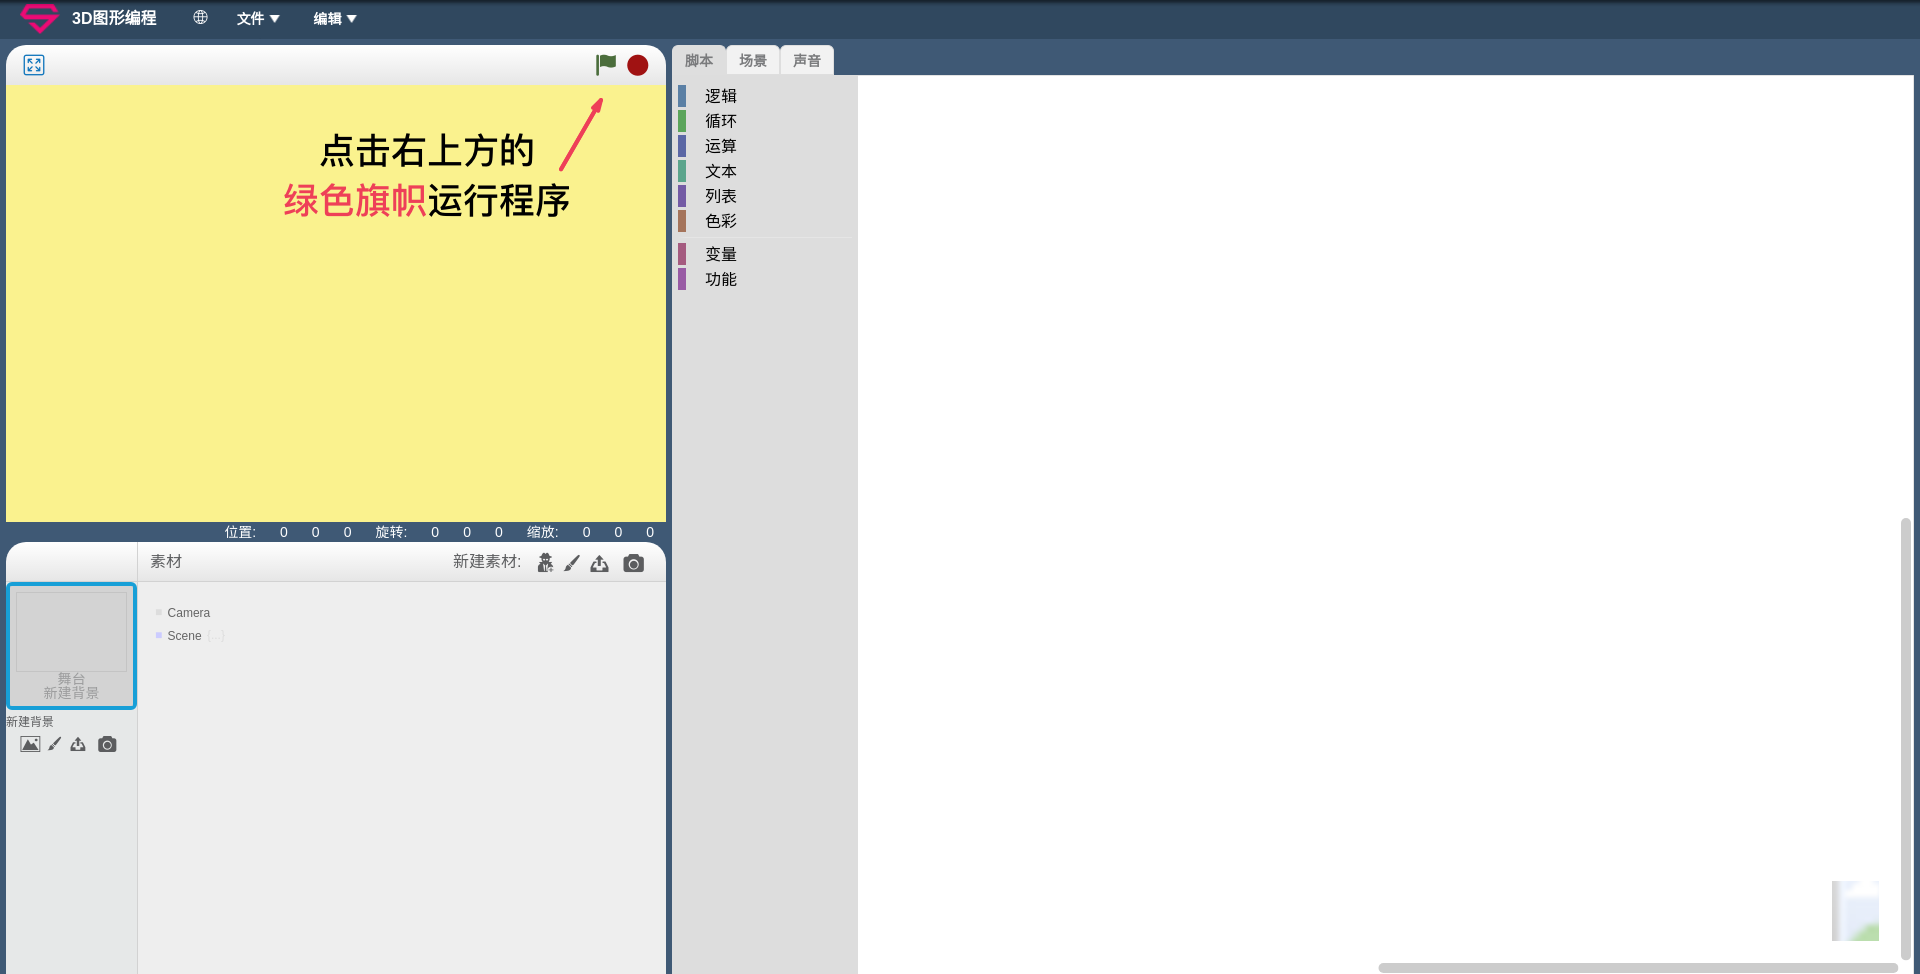 3D图形编程
文件
编辑
脚本
场景
声音
点击右上方的
绿色旗帜运行程序
逻辑
循环
运算
文本
列表
色彩
变量
功能
位置: 0 0 0 旋转: 0 0 0 缩放: 0 0 0
素材
新建素材:
Camera
Scene [...]
舞台
新建背景
新建背景